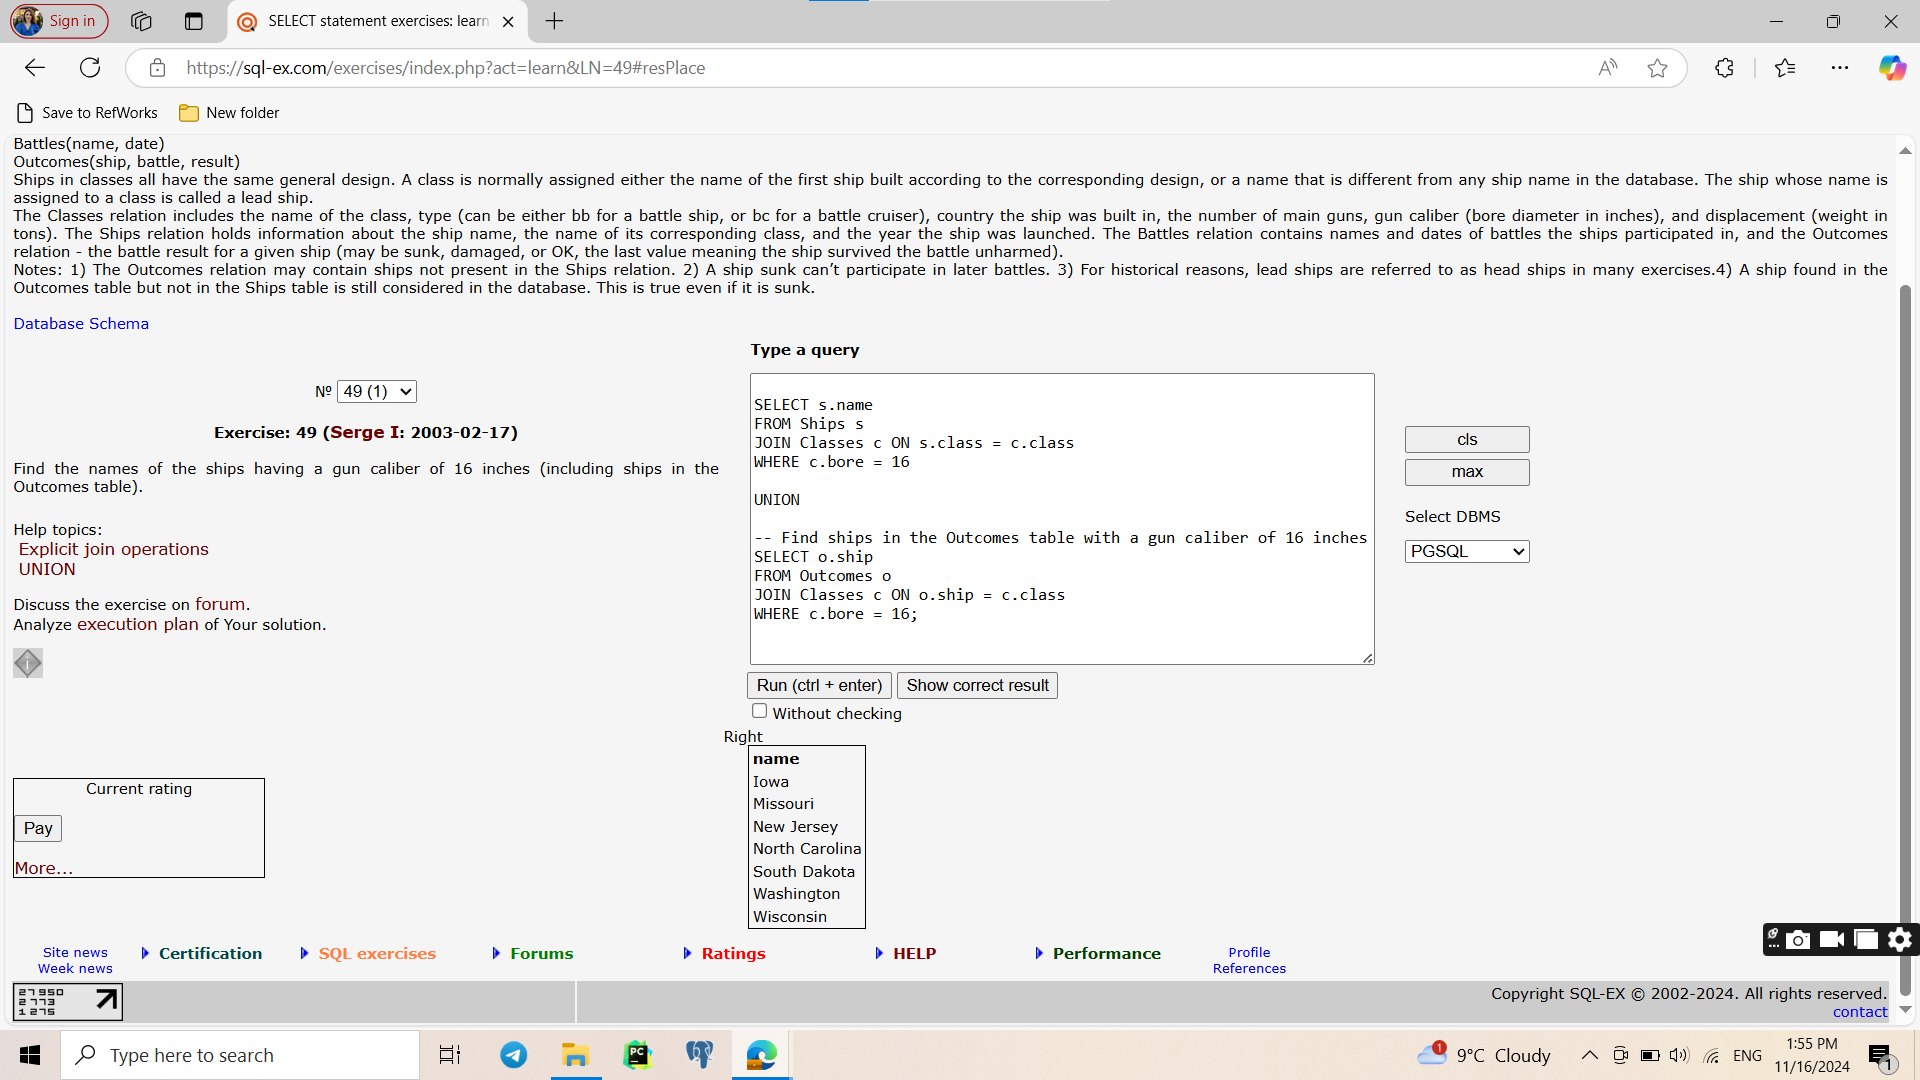 Sign in
SELECT statement exercises: learn
https://sql-ex.com/exercises/index.php?act=learn&LN=49#resPlace
Save to RefWorks
New folder
Battles(name, date)
Outcomes(ship, battle, result)
Ships in classes all have the same general design. A class is normally assigned either the name of the first ship built according to the corresponding design, or a name that is different from any ship name in the database. The ship whose name is
assigned to a class is called a lead ship.
The Classes relation includes the name of the class, type (can be either bb for a battle ship, or bc for a battle cruiser), country the ship was built in, the number of main guns, gun caliber (bore diameter in inches), and displacement (weight in
tons). The Ships relation holds information about the ship name, the name of its corresponding class, and the year the ship was launched. The Battles relation contains names and dates of battles the ships participated in, and the Outcomes
relation - the battle result for a given ship (may be sunk, damaged, or OK, the last value meaning the ship survived the battle unharmed).
Notes: 1) The Outcomes relation may contain ships not present in the Ships relation. 2) A ship sunk can’t participate in later battles. 3) For historical reasons, lead ships are referred to as head ships in many exercises.4) A ship found in the
Outcomes table but not in the Ships table is still considered in the database. This is true even if it is sunk.
Database Schema
Type a query
№ 49 (1)
Exercise: 49 (Serge I: 2003-02-17)
Find the names of the ships having a gun caliber of 16 inches (including ships in the
Outcomes table).
Help topics:
Explicit join operations
UNION
Discuss the exercise on forum.
Analyze execution plan of Your solution.
SELECT s.name
FROM Ships s
JOIN Classes c ON s.class = c.class
WHERE c.bore = 16
UNION
-- Find ships in the Outcomes table with a gun caliber of 16 inches
SELECT o.ship
FROM Outcomes o
JOIN Classes c ON o.ship = c.class
WHERE c.bore = 16;
cls
max
Select DBMS
PGSQL
Run (ctrl + enter)
Show correct result
Without checking
Right
name
Iowa
Missouri
New Jersey
North Carolina
South Dakota
Washington
Wisconsin
Current rating
Pay
More...
Site news
Week news
Certification
SQL exercises
Forums
Ratings
HELP
Performance
Profile
References
27950
2773
1275
Copyright SQL-EX © 2002-2024. All rights reserved.
contact
Type here to search
PC
1
9°C Cloudy
ENG
1:55 PM
11/16/2024
1